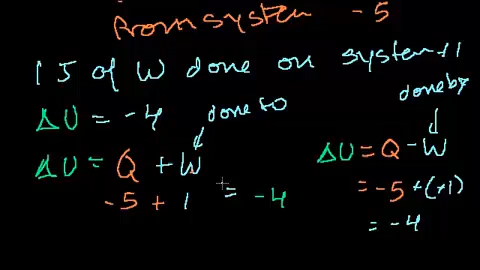 from system -5
1 J of W done on system +1
ΔU = -4
done to
ΔU = Q + W
-5 + 1 = -4
done by
ΔU = Q - W
= -5 +(+1)
= -4